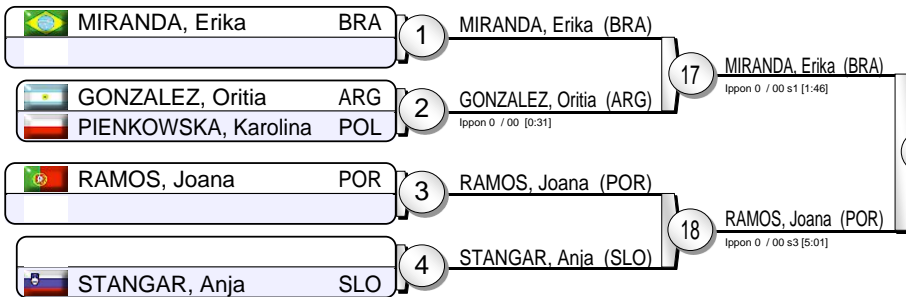 MIRANDA, Erika BRA
1
GONZALEZ, Oritia ARG
PIENKOWSKA, Karolina POL
2
RAMOS, Joana POR
3
STANGAR, Anja SLO
4
MIRANDA, Erika (BRA)
GONZALEZ, Oritia (ARG)
Ippon 0 / 00 [0:31]
17
RAMOS, Joana (POR)
STANGAR, Anja (SLO)
18
MIRANDA, Erika (BRA)
Ippon 0 / 00 s1 [1:46]
RAMOS, Joana (POR)
Ippon 0 / 00 s3 [5:01]